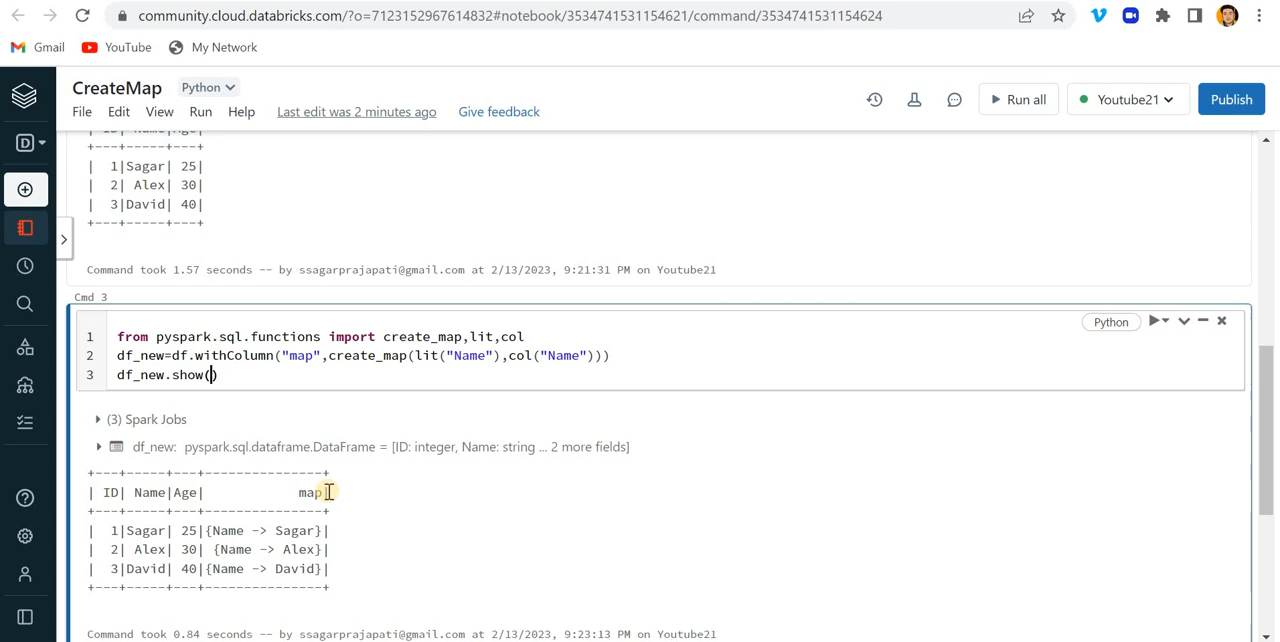 community.cloud.databricks.com/?o=7123152967614832#notebook/3534741531154621/command/3534741531154624
Gmail YouTube My Network
CreateMap Python
File Edit View Run Help Last edit was 2 minutes ago Give feedback
Run all Youtube21 Publish
D
| ID| Name|Age|
+---+-----+---+
| 1|Sagar| 25|
| 2| Alex| 30|
| 3|David| 40|
+---+-----+---+
Command took 1.57 seconds -- by ssagarprajapati@gmail.com at 2/13/2023, 9:21:31 PM on Youtube21
Cmd 3
Python
1 from pyspark.sql.functions import create_map,lit,col
2 df_new=df.withColumn("map",create_map(lit("Name"),col("Name")))
3 df_new.show()
(3) Spark Jobs
df_new: pyspark.sql.dataframe.DataFrame = [ID: integer, Name: string ... 2 more fields]
+---+-----+---+---------------+
| ID| Name|Age| map|
+---+-----+---+---------------+
| 1|Sagar| 25|{Name -> Sagar}|
| 2| Alex| 30| {Name -> Alex}|
| 3|David| 40|{Name -> David}|
+---+-----+---+---------------+
Command took 0.84 seconds -- by ssagarprajapati@gmail.com at 2/13/2023, 9:23:13 PM on Youtube21